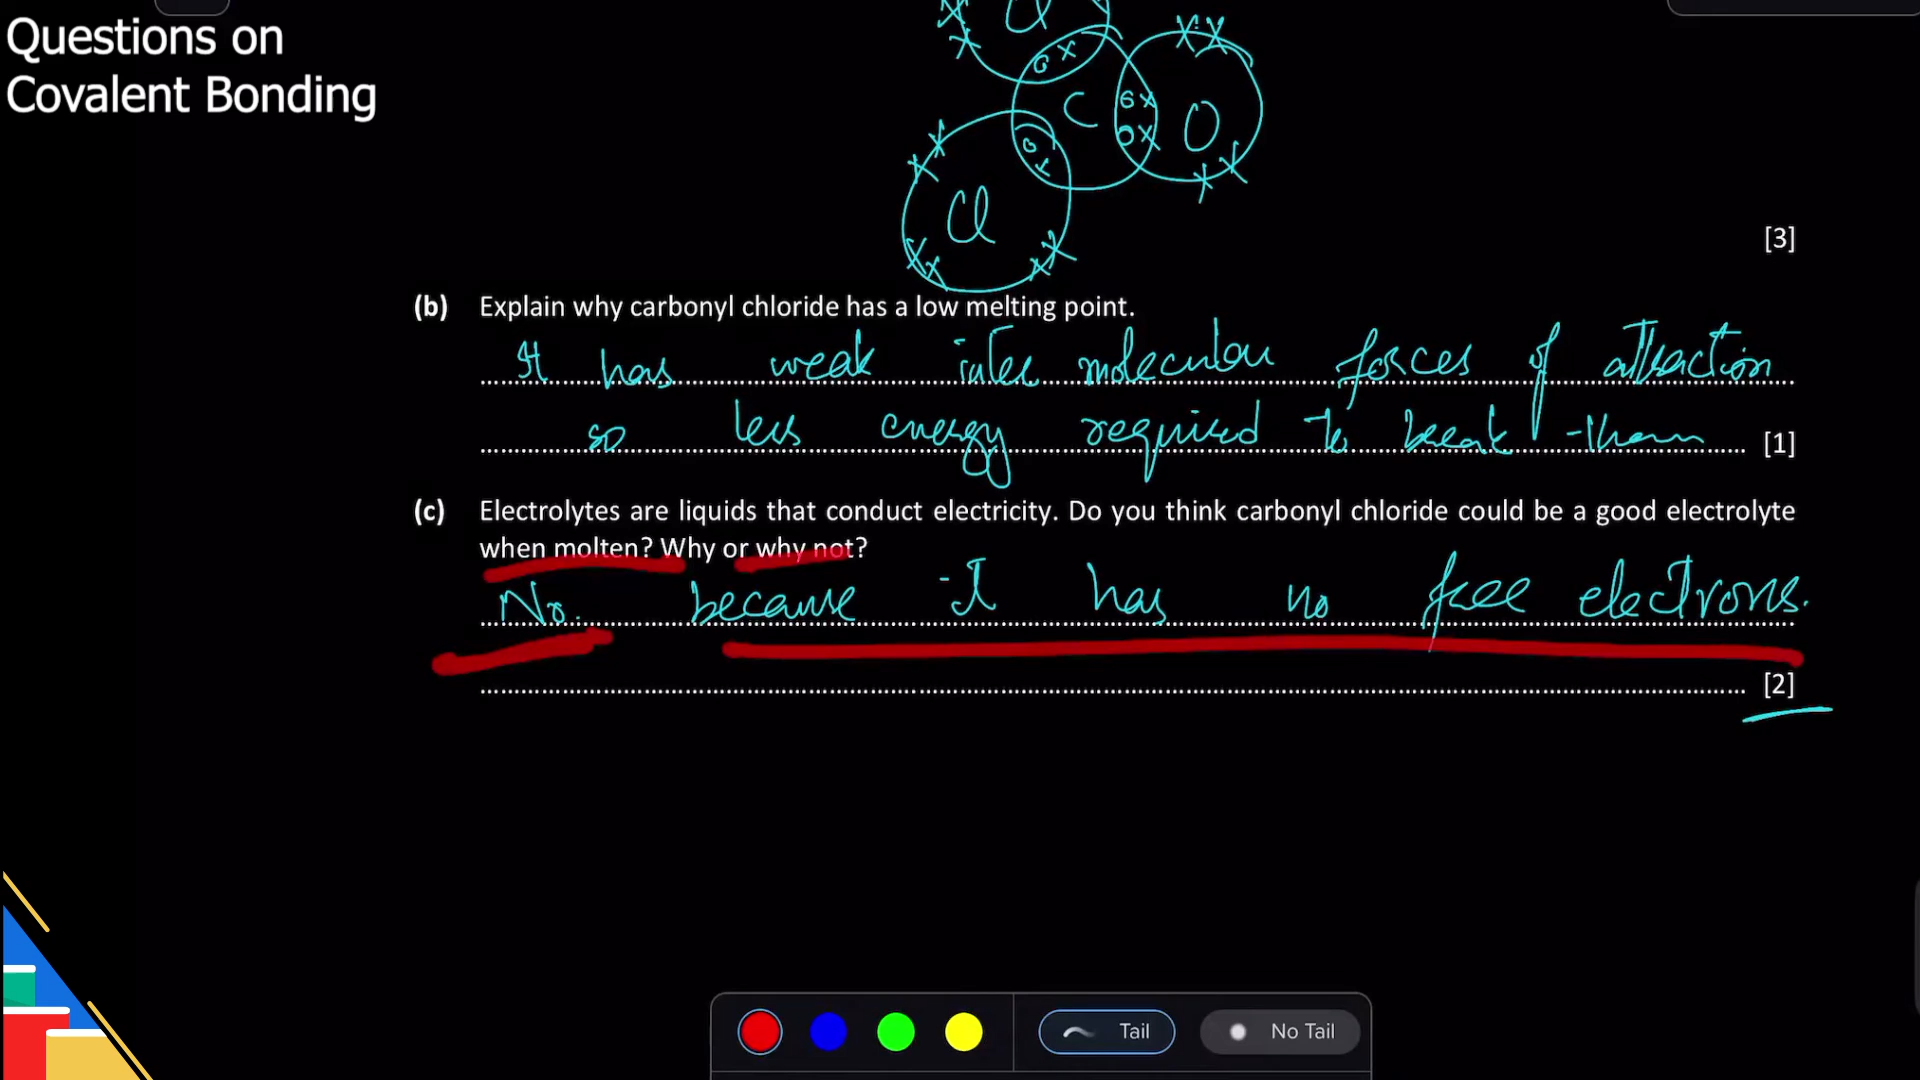 Questions on
Covalent Bonding
Cl
C
O
Cl
[3]
(b) Explain why carbonyl chloride has a low melting point.
It has weak inter molecular forces of attraction
so less energy required to break them [1]
(c) Electrolytes are liquids that conduct electricity. Do you think carbonyl chloride could be a good electrolyte
when molten? Why or why not?
No. because it has no free electrons.
[2]
Tail No Tail